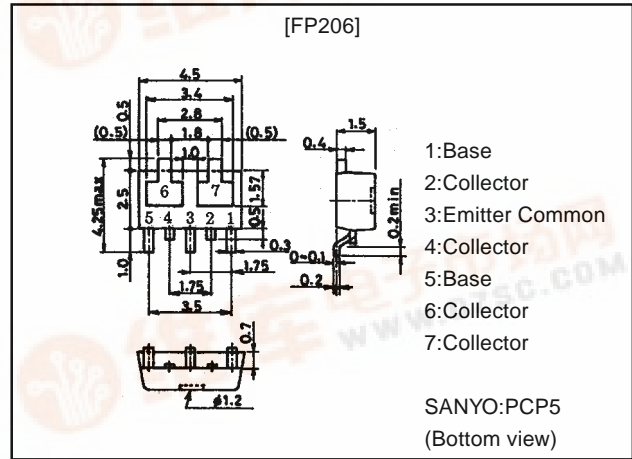 [FP206]
4.5
3.4
2.8
(0.5) 1.8 (0.5)
1.0
0.5
6 7
1.57
2.5
4.25max
5 4 3 2 1
0.5
0.3
1.0
1.75
1.75
3.5
0.7
ø1.2
1.5
0.4
0.2min
0~0.1
0.2
1:Base
2:Collector
3:Emitter Common
4:Collector
5:Base
6:Collector
7:Collector
SANYO:PCP5
(Bottom view)